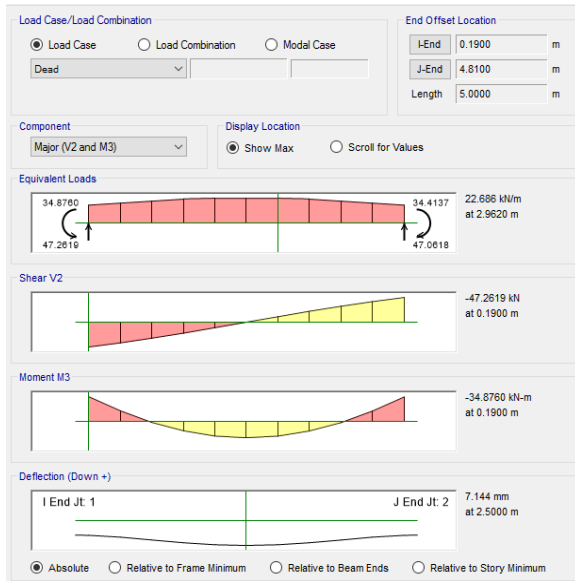 Load Case/Load Combination
Load Case Load Combination Modal Case
Dead
End Offset Location
I-End 0.1900 m
J-End 4.8100 m
Length 5.0000 m
Component
Major (V2 and M3)
Display Location
Show Max Scroll for Values
Equivalent Loads
34.8760 34.4137
47.2619 47.0618
22.686 kN/m
at 2.9620 m
Shear V2
-47.2619 kN
at 0.1900 m
Moment M3
-34.8760 kN-m
at 0.1900 m
Deflection (Down +)
I End Jt: 1 J End Jt: 2
7.144 mm
at 2.5000 m
Absolute Relative to Frame Minimum Relative to Beam Ends Relative to Story Minimum